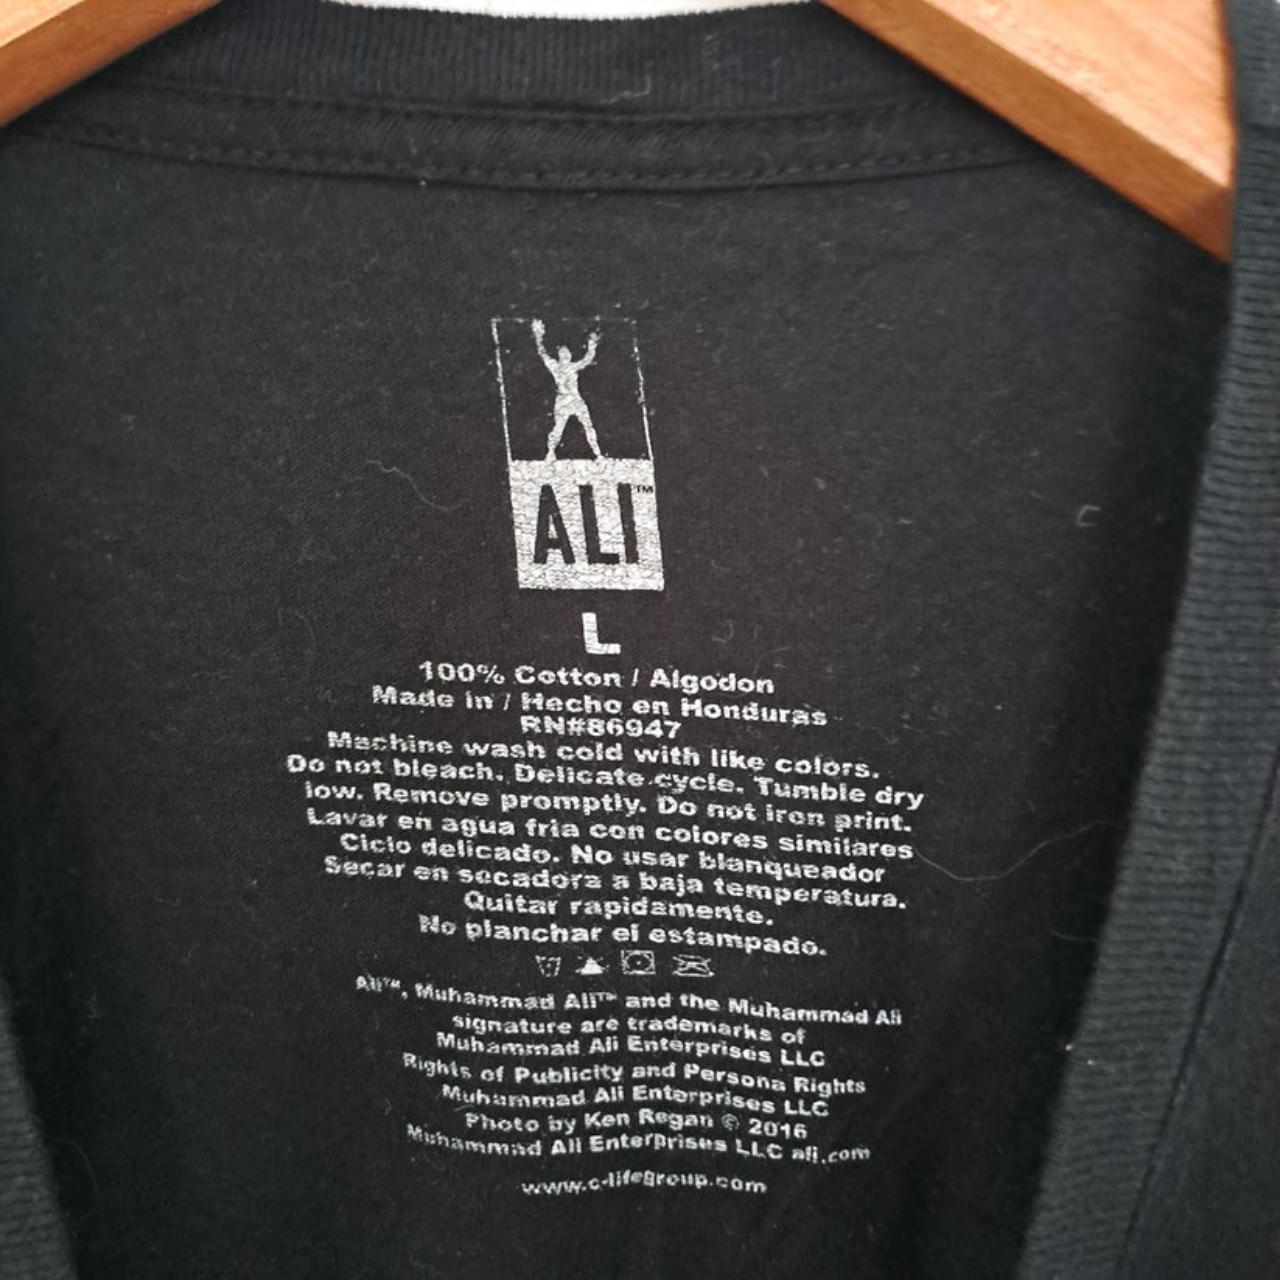 ALI™
L
100% Cotton / Algodon
Made in / Hecho en Honduras
RN#86947
Machine wash cold with like colors.
Do not bleach. Delicate cycle. Tumble dry
low. Remove promptly. Do not iron print.
Lavar en agua fria con colores similares
Ciclo delicado. No usar blanqueador
Secar en secadora a baja temperatura.
Quitar rapidamente.
No planchar el estampado.
Ali™, Muhammad Ali™ and the Muhammad Ali
signature are trademarks of
Muhammad Ali Enterprises LLC
Rights of Publicity and Persona Rights
Muhammad Ali Enterprises LLC
Photo by Ken Regan © 2016
Muhammad Ali Enterprises LLC ali.com
www.c-lifegroup.com